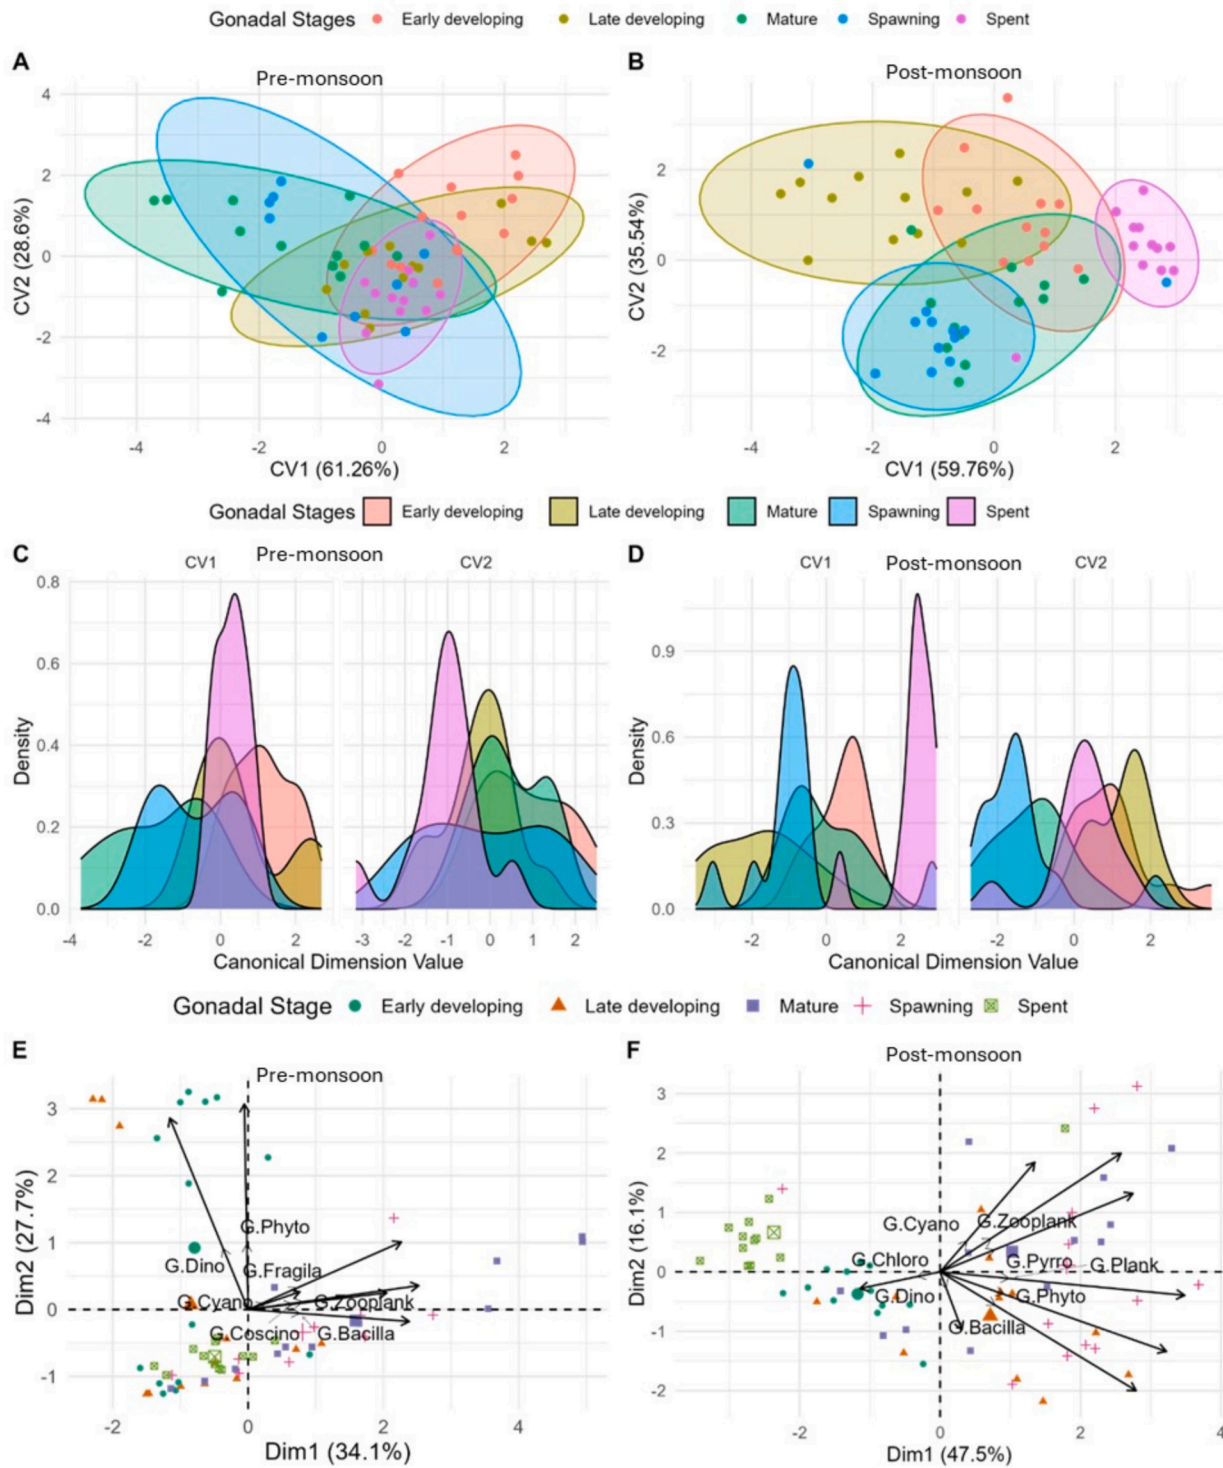 Gonadal Stages Early developing Late developing Mature Spawning Spent
A Pre-monsoon
4
2
0
-2
-4
CV2 (28.6%)
-4 -2 0 2
CV1 (61.26%)
B Post-monsoon
2
0
-2
CV2 (35.54%)
-4 -2 0 2
CV1 (59.76%)
Gonadal Stages Early developing Late developing Mature Spawning Spent
C Pre-monsoon
CV1 CV2
0.8
0.6
0.4
0.2
0.0
Density
-4 -2 0 2 -3 -2 -1 0 1 2
Canonical Dimension Value
D Post-monsoon
CV1 CV2
0.9
0.6
0.3
0.0
Density
-2 0 2 -2 0 2
Canonical Dimension Value
Gonadal Stage Early developing Late developing Mature Spawning Spent
E Pre-monsoon
3
2
1
0
-1
Dim2 (27.7%)
G.Phyto
G.Dino
G.Fragila
G.Cyano G.Zooplank
G.Coscino G.Bacilla
-2 0 2 4
Dim1 (34.1%)
F Post-monsoon
3
2
1
0
-1
-2
Dim2 (16.1%)
G.Cyano G.Zooplank
G.Chloro G.Pyrro G.Plank
G.Dino G.Phyto
G.Bacilla
-2 0 2 4
Dim1 (47.5%)